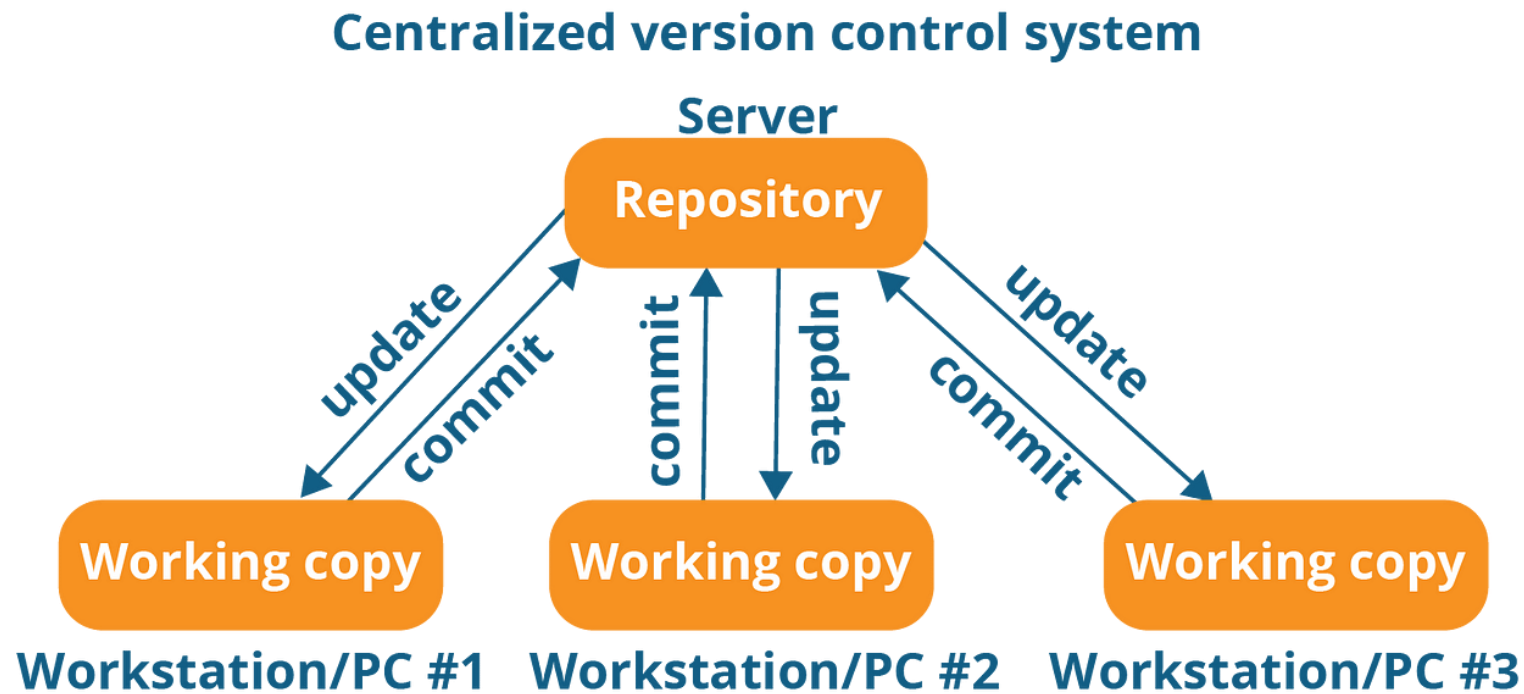 Centralized version control system
Server
Repository
update
commit
commit
update
commit
update
Working copy
Working copy
Working copy
Workstation/PC #1
Workstation/PC #2
Workstation/PC #3